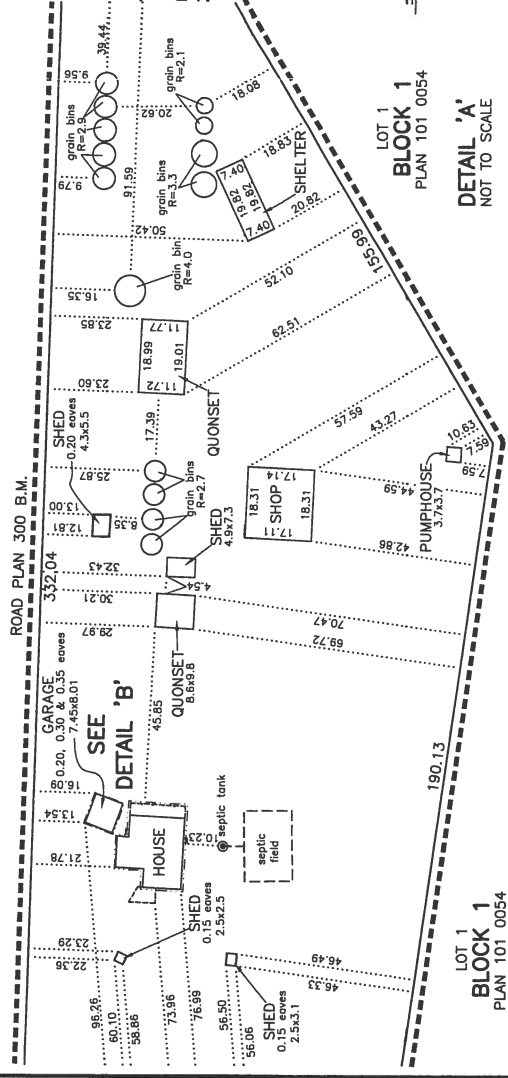 39.44
9.56
grain bins
R=2.9
9.79
20.62
grain bins
R=2.1
18.08
91.59
grain bins
R=3.3
18.83
7.40
19.82
19.82
7.40
SHELTER
20.82
50.42
16.35
grain bin
R=4.0
155.99
LOT 1
BLOCK 1
PLAN 101 0054
DETAIL 'A'
NOT TO SCALE
52.10
62.51
23.85
11.77
18.99
19.01
11.72
23.60
QUONSET
17.39
ROAD PLAN 300 B.M.
332.04
SHED
0.20 eaves
4.3x5.5
25.87
13.00
12.81
8.35
grain bins
R=2.7
SHED
4.9x7.3
57.59
43.27
17.14
18.31
SHOP
18.31
17.11
44.59
42.86
10.63
7.59
7.59
PUMPHOUSE
3.7x3.7
32.43
30.21
4.54
29.97
QUONSET
8.6x9.8
70.47
69.72
45.85
GARAGE
0.20, 0.30 & 0.35 eaves
7.45x8.01
SEE
DETAIL 'B'
16.09
13.54
21.78
HOUSE
0.23
septic tank
septic
field
190.13
23.29
22.36
SHED
0.15 eaves
2.5x2.5
96.26
60.10
58.86
73.96
76.99
56.50
56.06
SHED
0.15 eaves
2.5x3.1
46.49
46.33
LOT 1
BLOCK 1
PLAN 101 0054